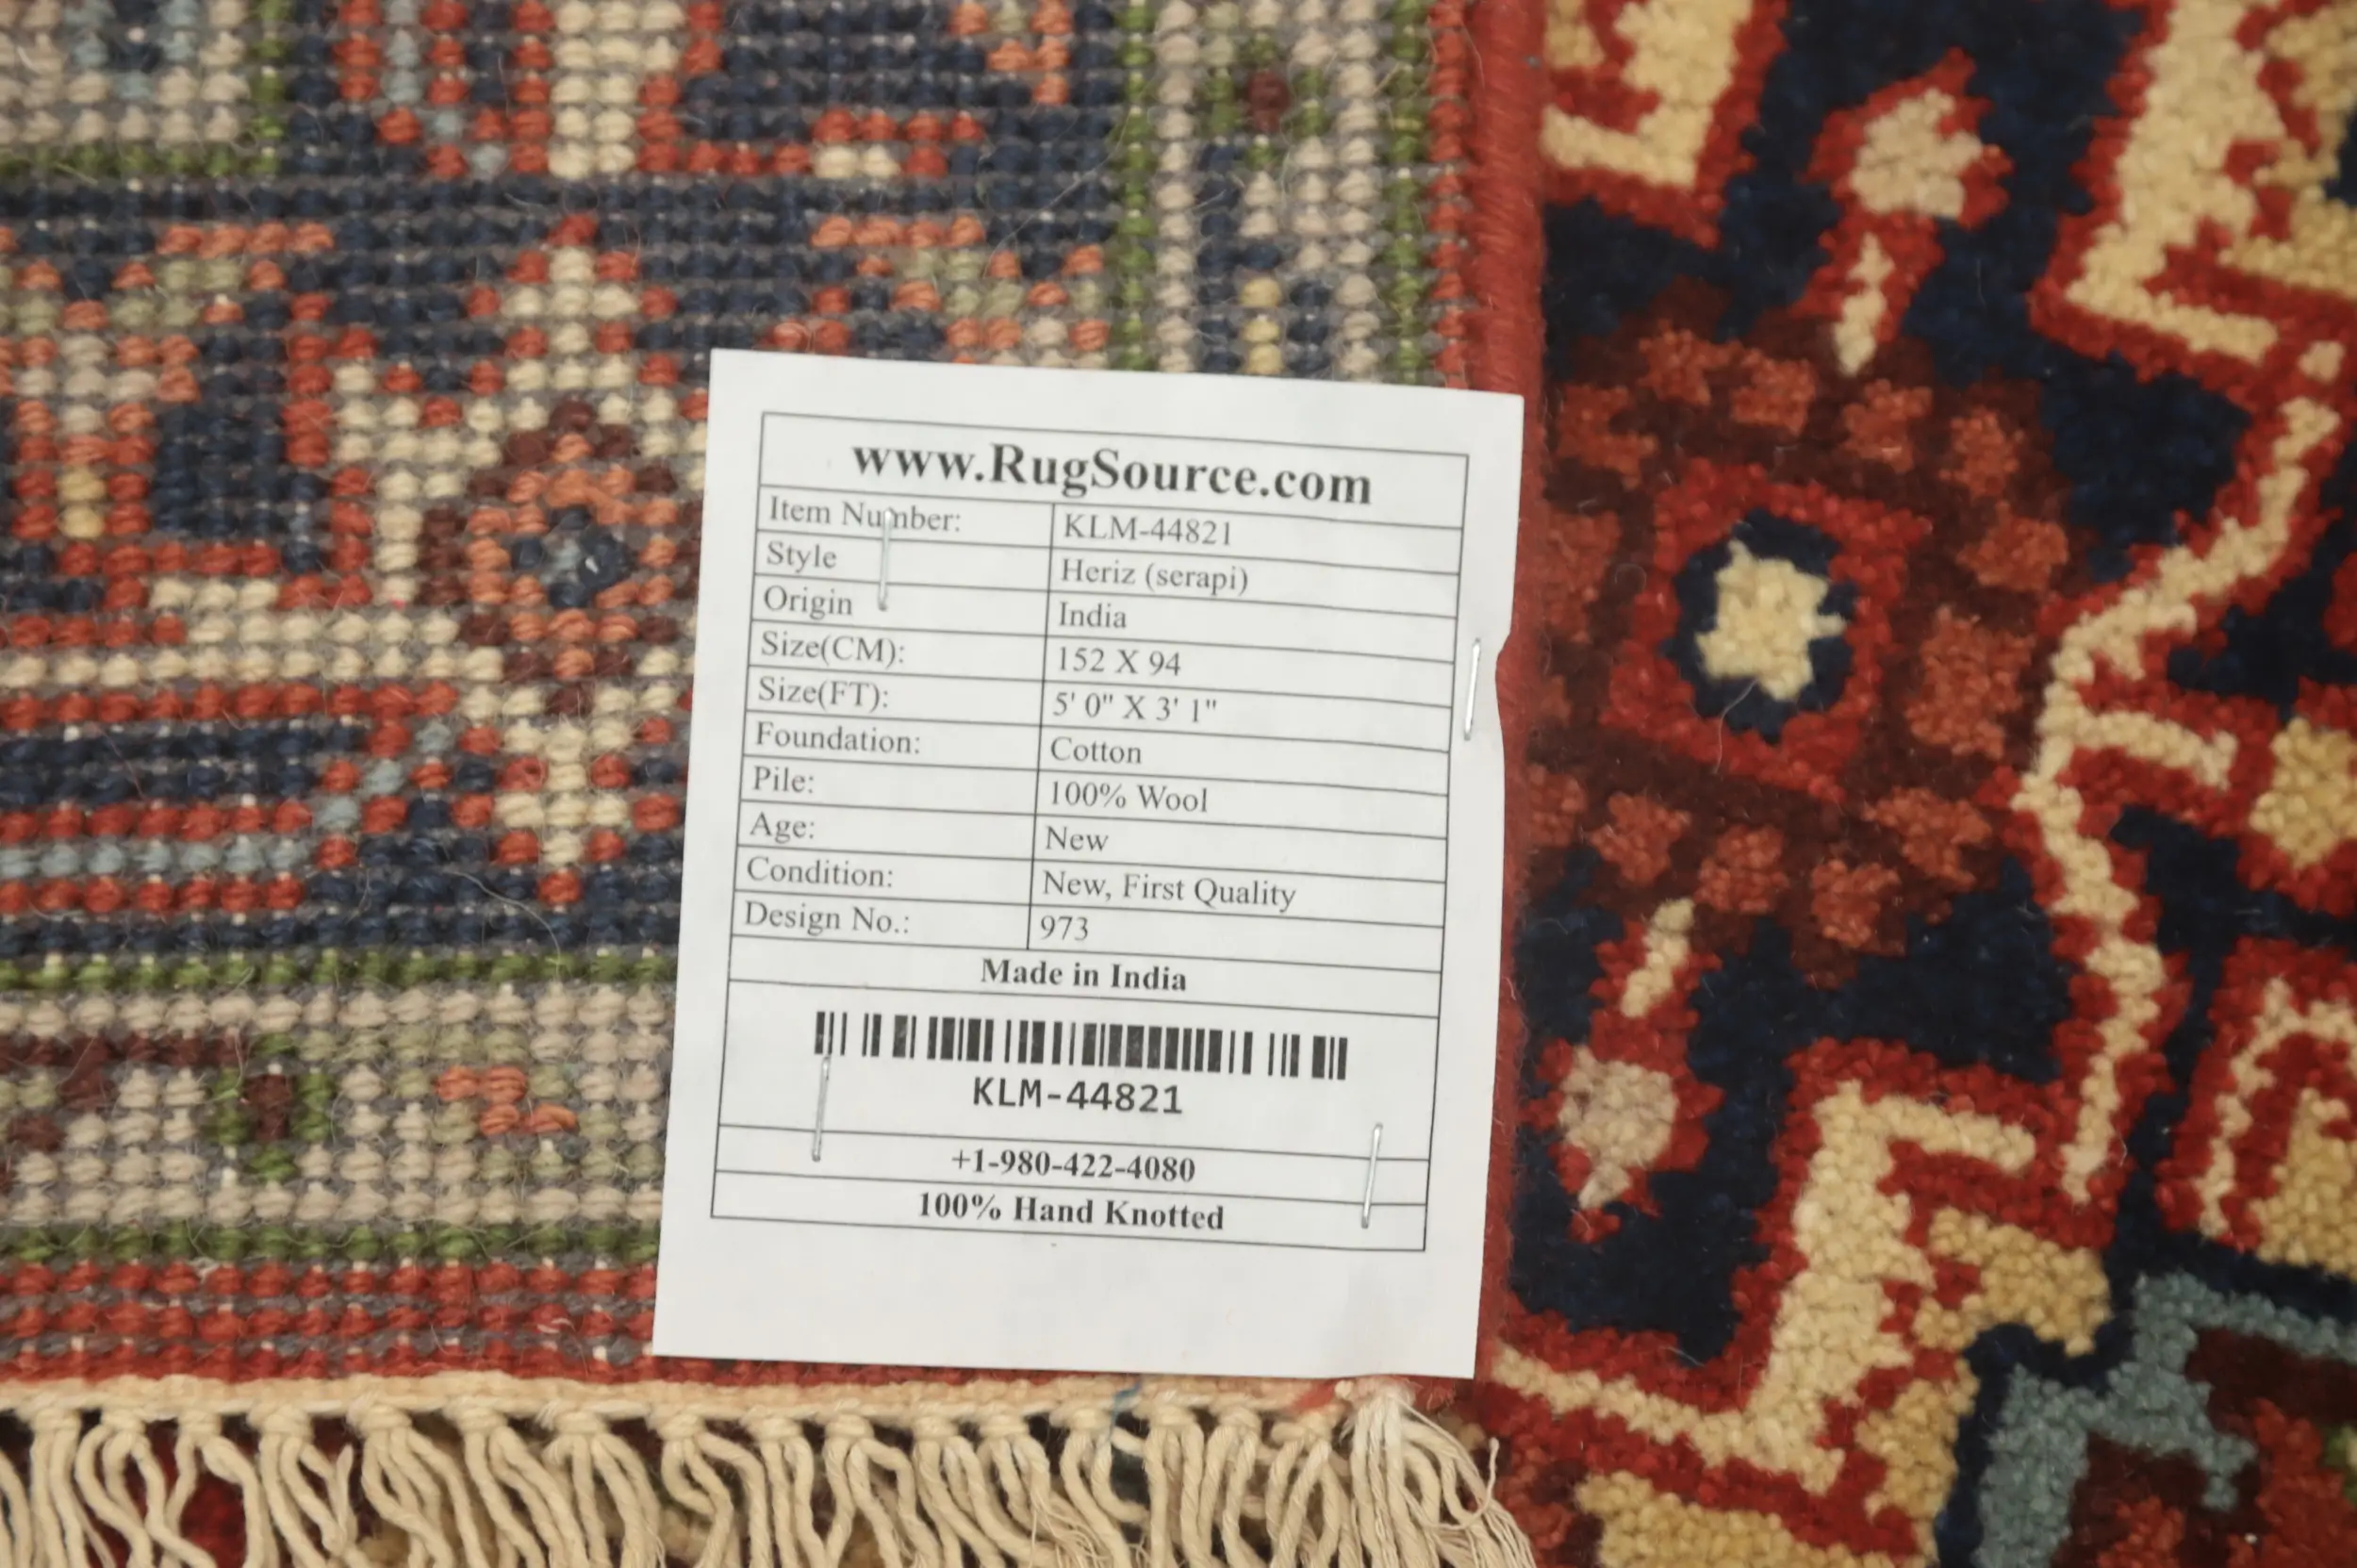 www.RugSource.com
Item Number: KLM-44821
Style Heriz (serapi)
Origin India
Size(CM): 152 X 94
Size(FT): 5' 0" X 3' 1"
Foundation: Cotton
Pile: 100% Wool
Age: New
Condition: New, First Quality
Design No.: 973
Made in India
KLM-44821
+1-980-422-4080
100% Hand Knotted